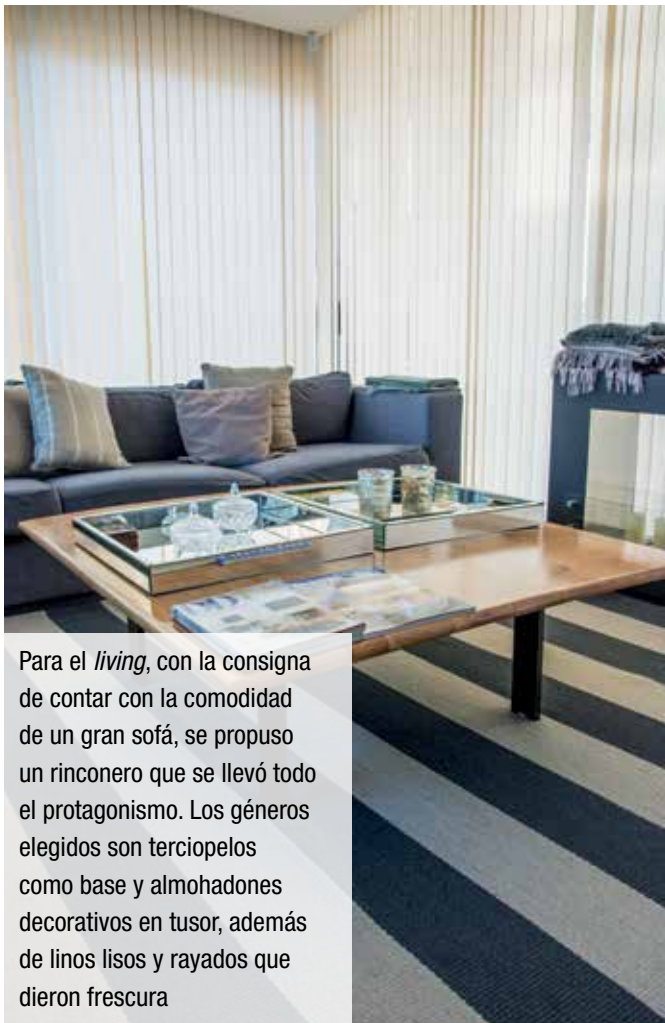 Para el living, con la consigna
de contar con la comodidad
de un gran sofá, se propuso
un rinconero que se llevó todo
el protagonismo. Los géneros
elegidos son terciopelos
como base y almohadones
decorativos en tusor, además
de linos lisos y rayados que
dieron frescura